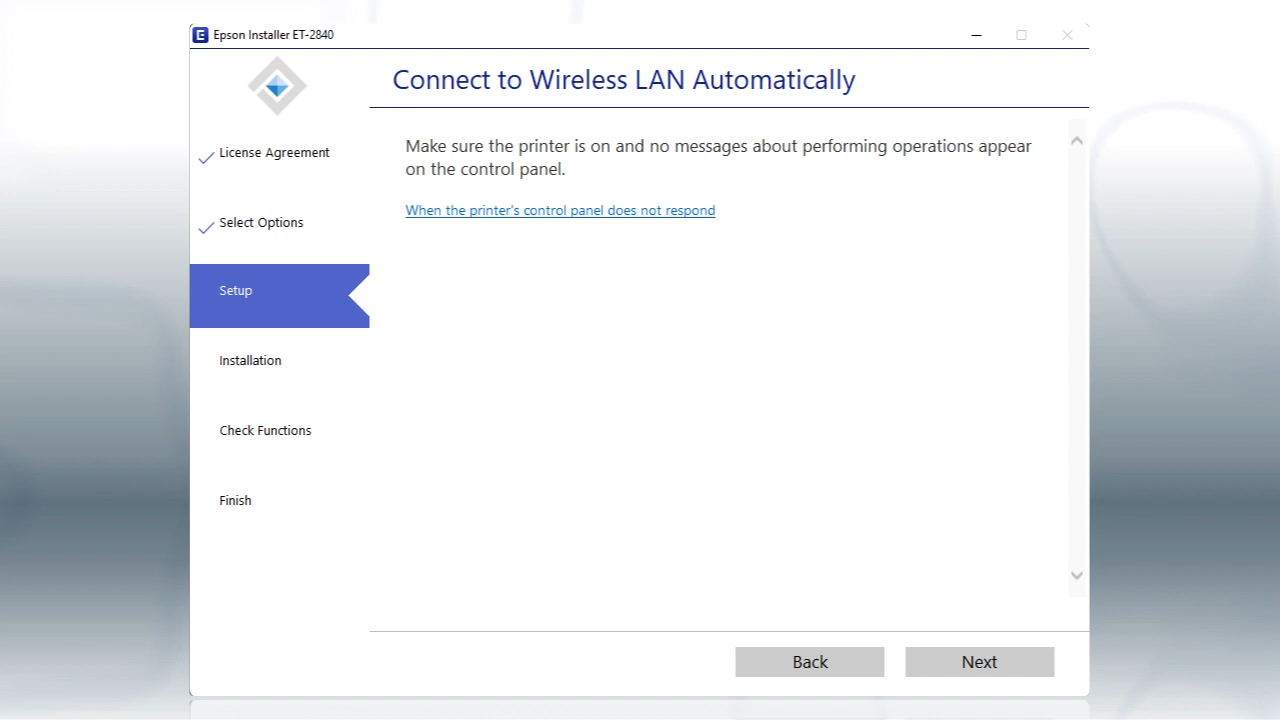 Epson Installer ET-2840
Connect to Wireless LAN Automatically
License Agreement
Select Options
Setup
Installation
Check Functions
Finish
Make sure the printer is on and no messages about performing operations appear
on the control panel.
When the printer's control panel does not respond
Back
Next